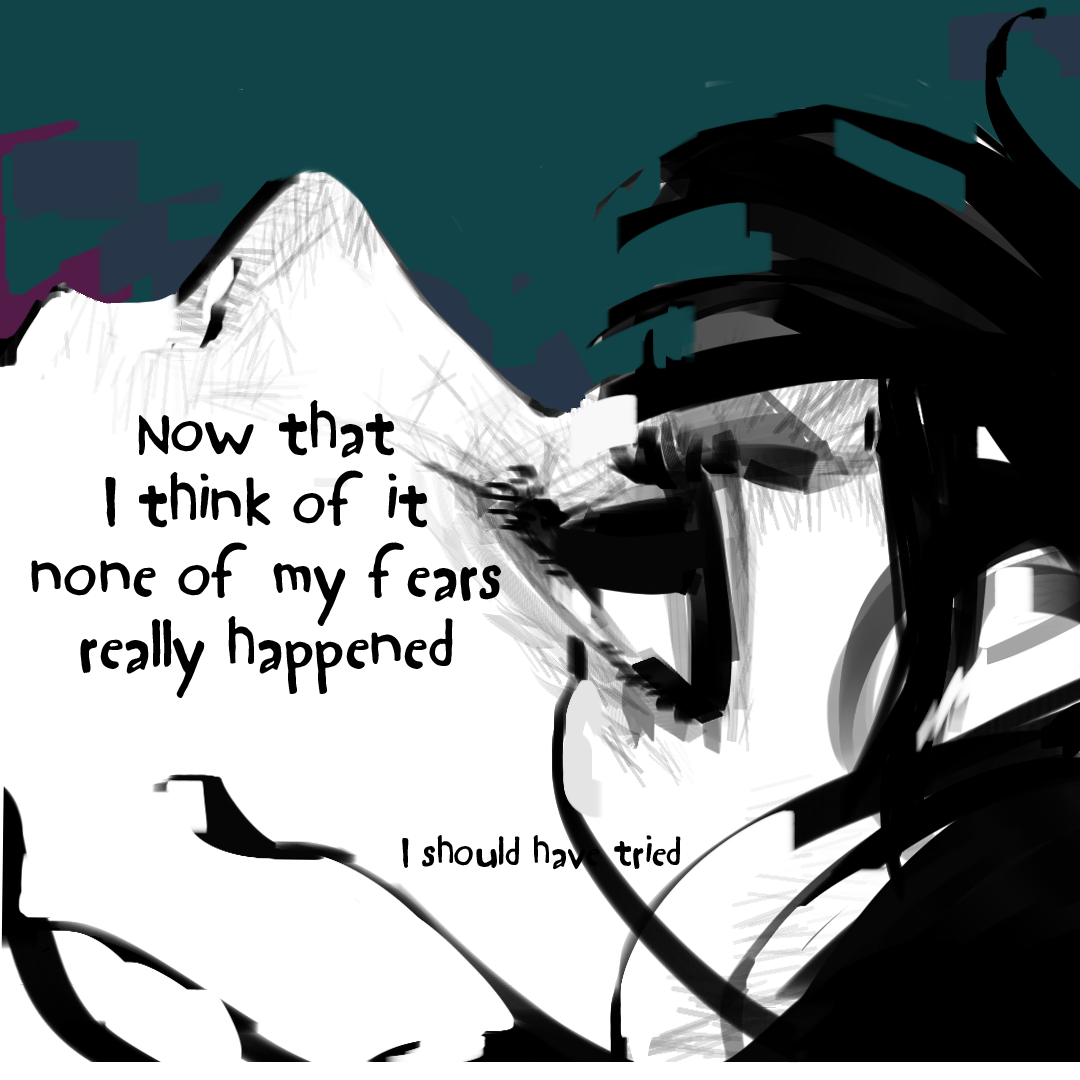 Now that
I think of it
none of my fears
really happened
I should have tried